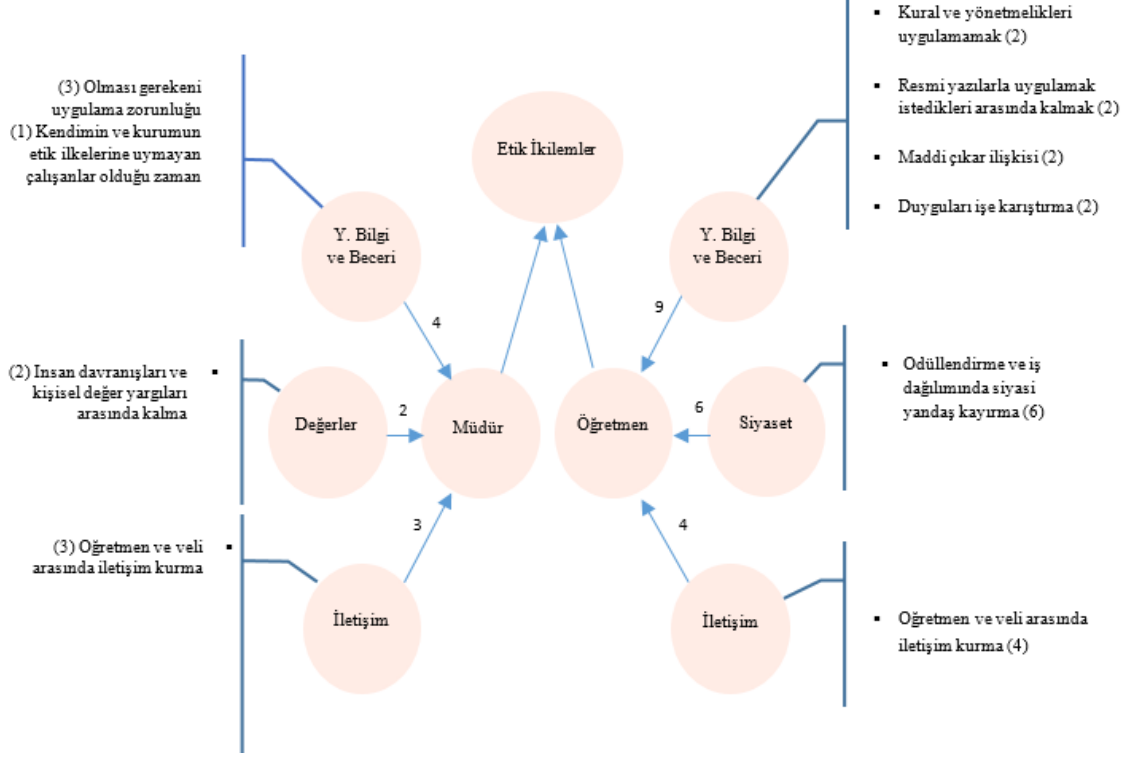 Kural ve yönetmelikleri
uygulamamak (2)
Resmi yazılarla uygulamak
istedikleri arasında kalmak (2)
Maddi çıkar ilişkisi (2)
Duyguları işe karıştırma (2)
(3) Olması gerekeni
uygulama zorunluğu
(1) Kendimin ve kurumun
etik ilkelerine uymayan
çalışanlar olduğu zaman
Etik İkilemler
Y. Bilgi
ve Beceri
Y. Bilgi
ve Beceri
4
9
(2) Insan davranışları ve
kişisel değer yargıları
arasında kalma
Değerler
2
Müdür
Öğretmen
6
Siyaset
Odüllendirme ve iş
dağılımında siyasi
yandaş kayırma (6)
3
4
(3) Oğretmen ve veli
arasında iletişim kurma
İletişim
İletişim
Oğretmen ve veli arasında
iletişim kurma (4)